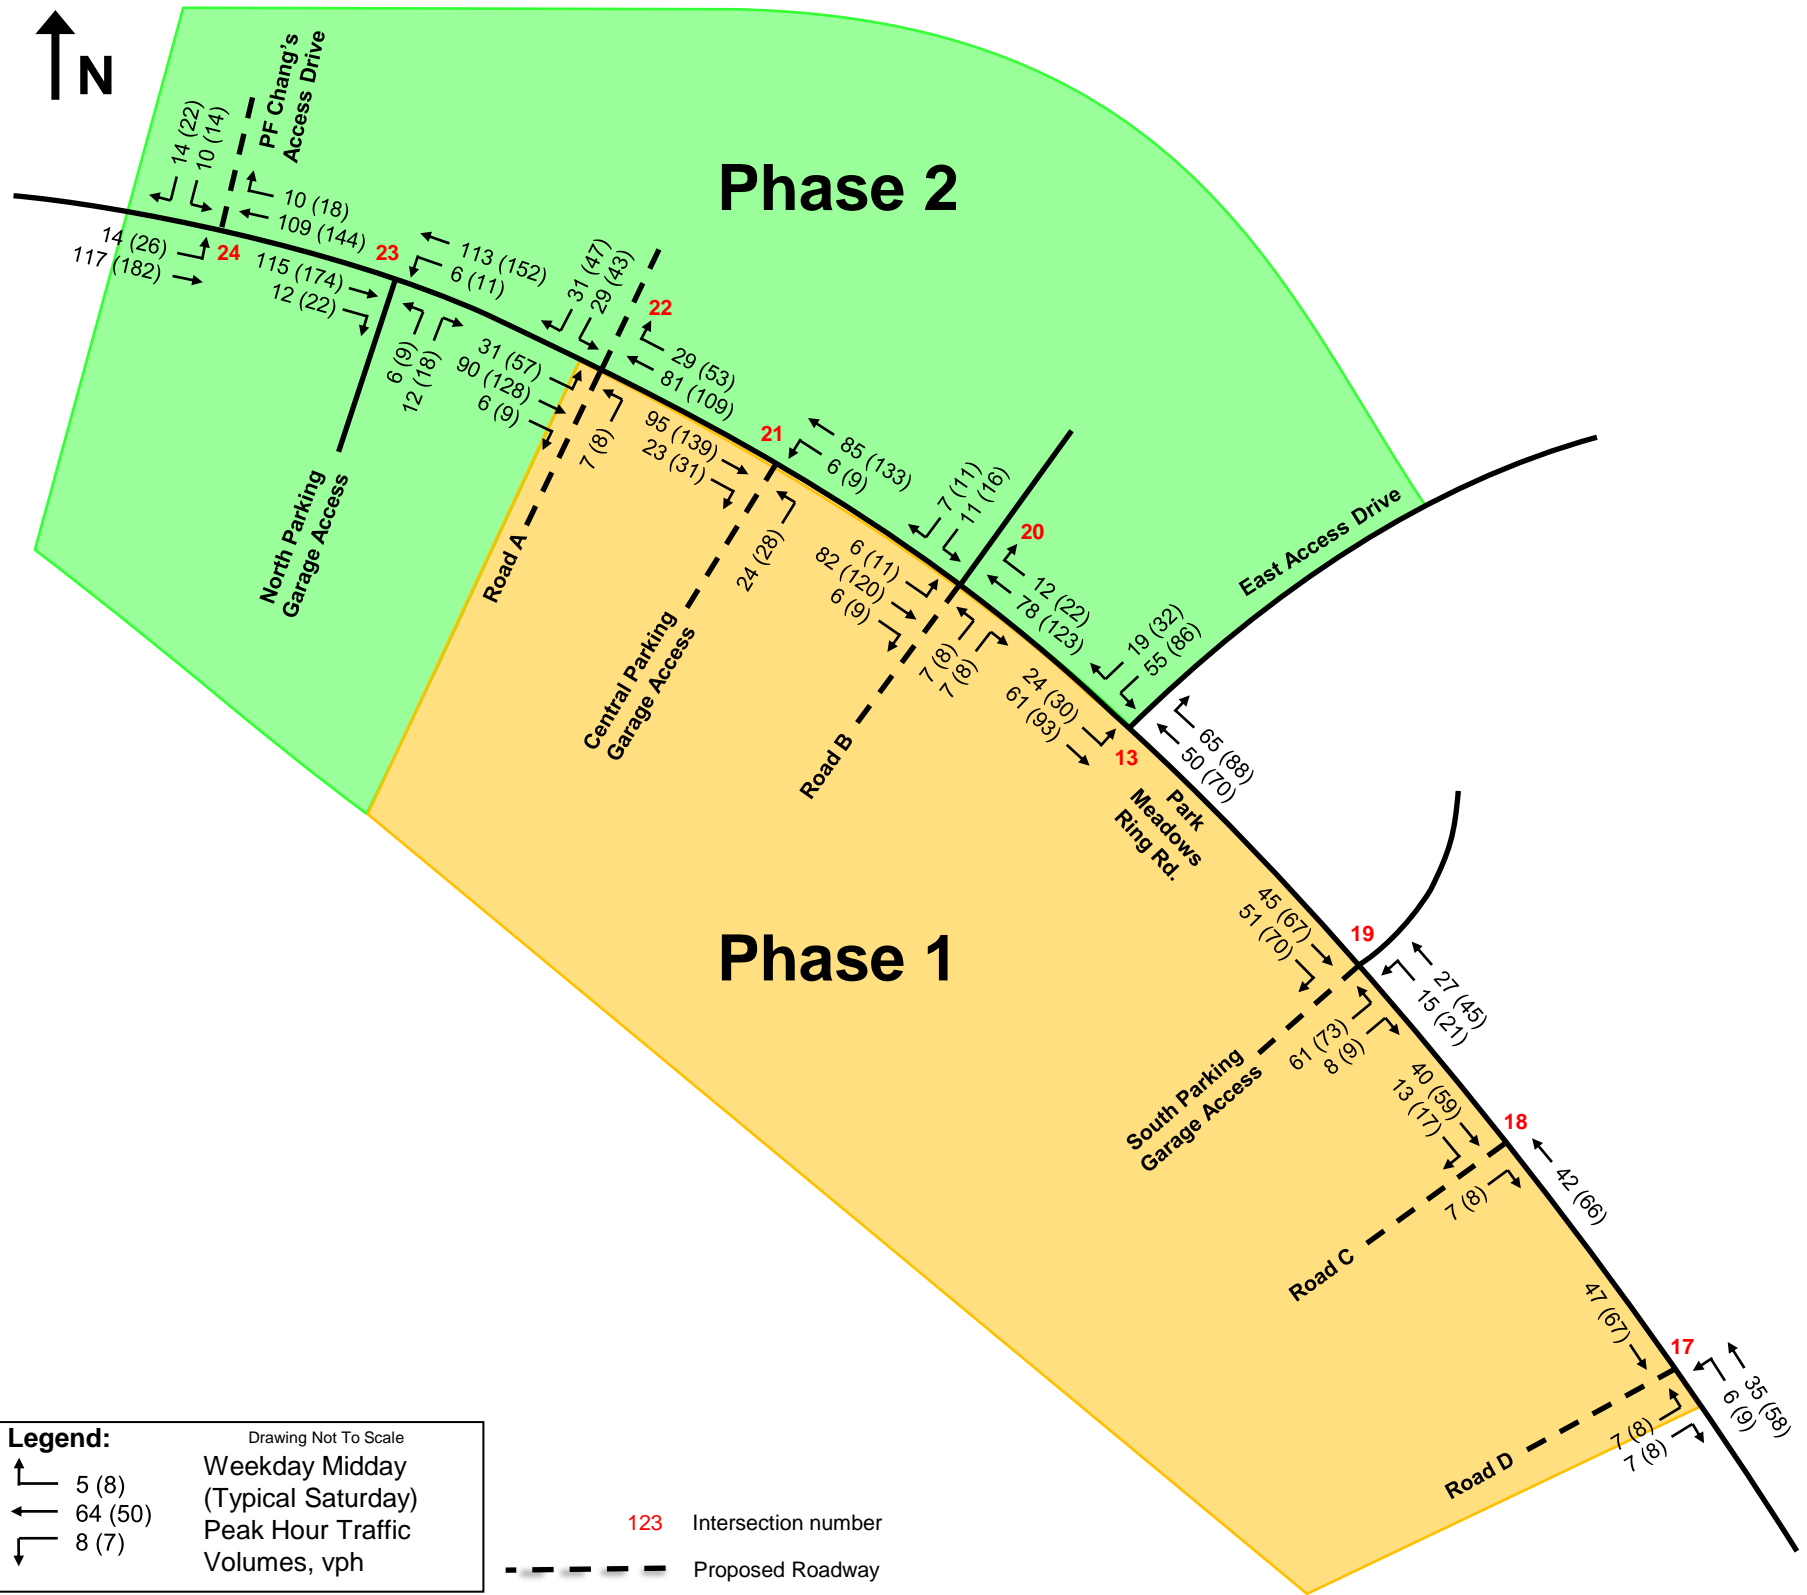 N
PF Chang's
Access Drive
14 (22)
10 (14)
10 (18)
109 (144)
14 (26)
117 (182)
24
Phase 2
23
115 (174)
12 (22)
113 (152)
6 (11)
6 (9)
12 (18)
North Parking
Garage Access
31 (47)
29 (43)
22
29 (53)
81 (109)
31 (57)
90 (128)
6 (9)
7 (8)
Road A
21
95 (139)
23 (31)
85 (133)
6 (9)
24 (28)
Central Parking
Garage Access
7 (11)
11 (16)
20
12 (22)
78 (123)
6 (11)
82 (120)
6 (9)
7 (8)
7 (8)
Road B
East Access Drive
19 (32)
55 (86)
24 (30)
61 (93)
13
65 (88)
50 (70)
Park
Meadows
Ring Rd.
Phase 1
45 (67)
51 (70)
19
27 (45)
15 (21)
61 (73)
8 (9)
South Parking
Garage Access
40 (59)
13 (17)
18
42 (66)
7 (8)
Road C
47 (67)
17
35 (58)
6 (9)
7 (8)
7 (8)
Road D
Legend:
Drawing Not To Scale
5 (8)
64 (50)
8 (7)
Weekday Midday
(Typical Saturday)
Peak Hour Traffic
Volumes, vph
123 Intersection number
Proposed Roadway